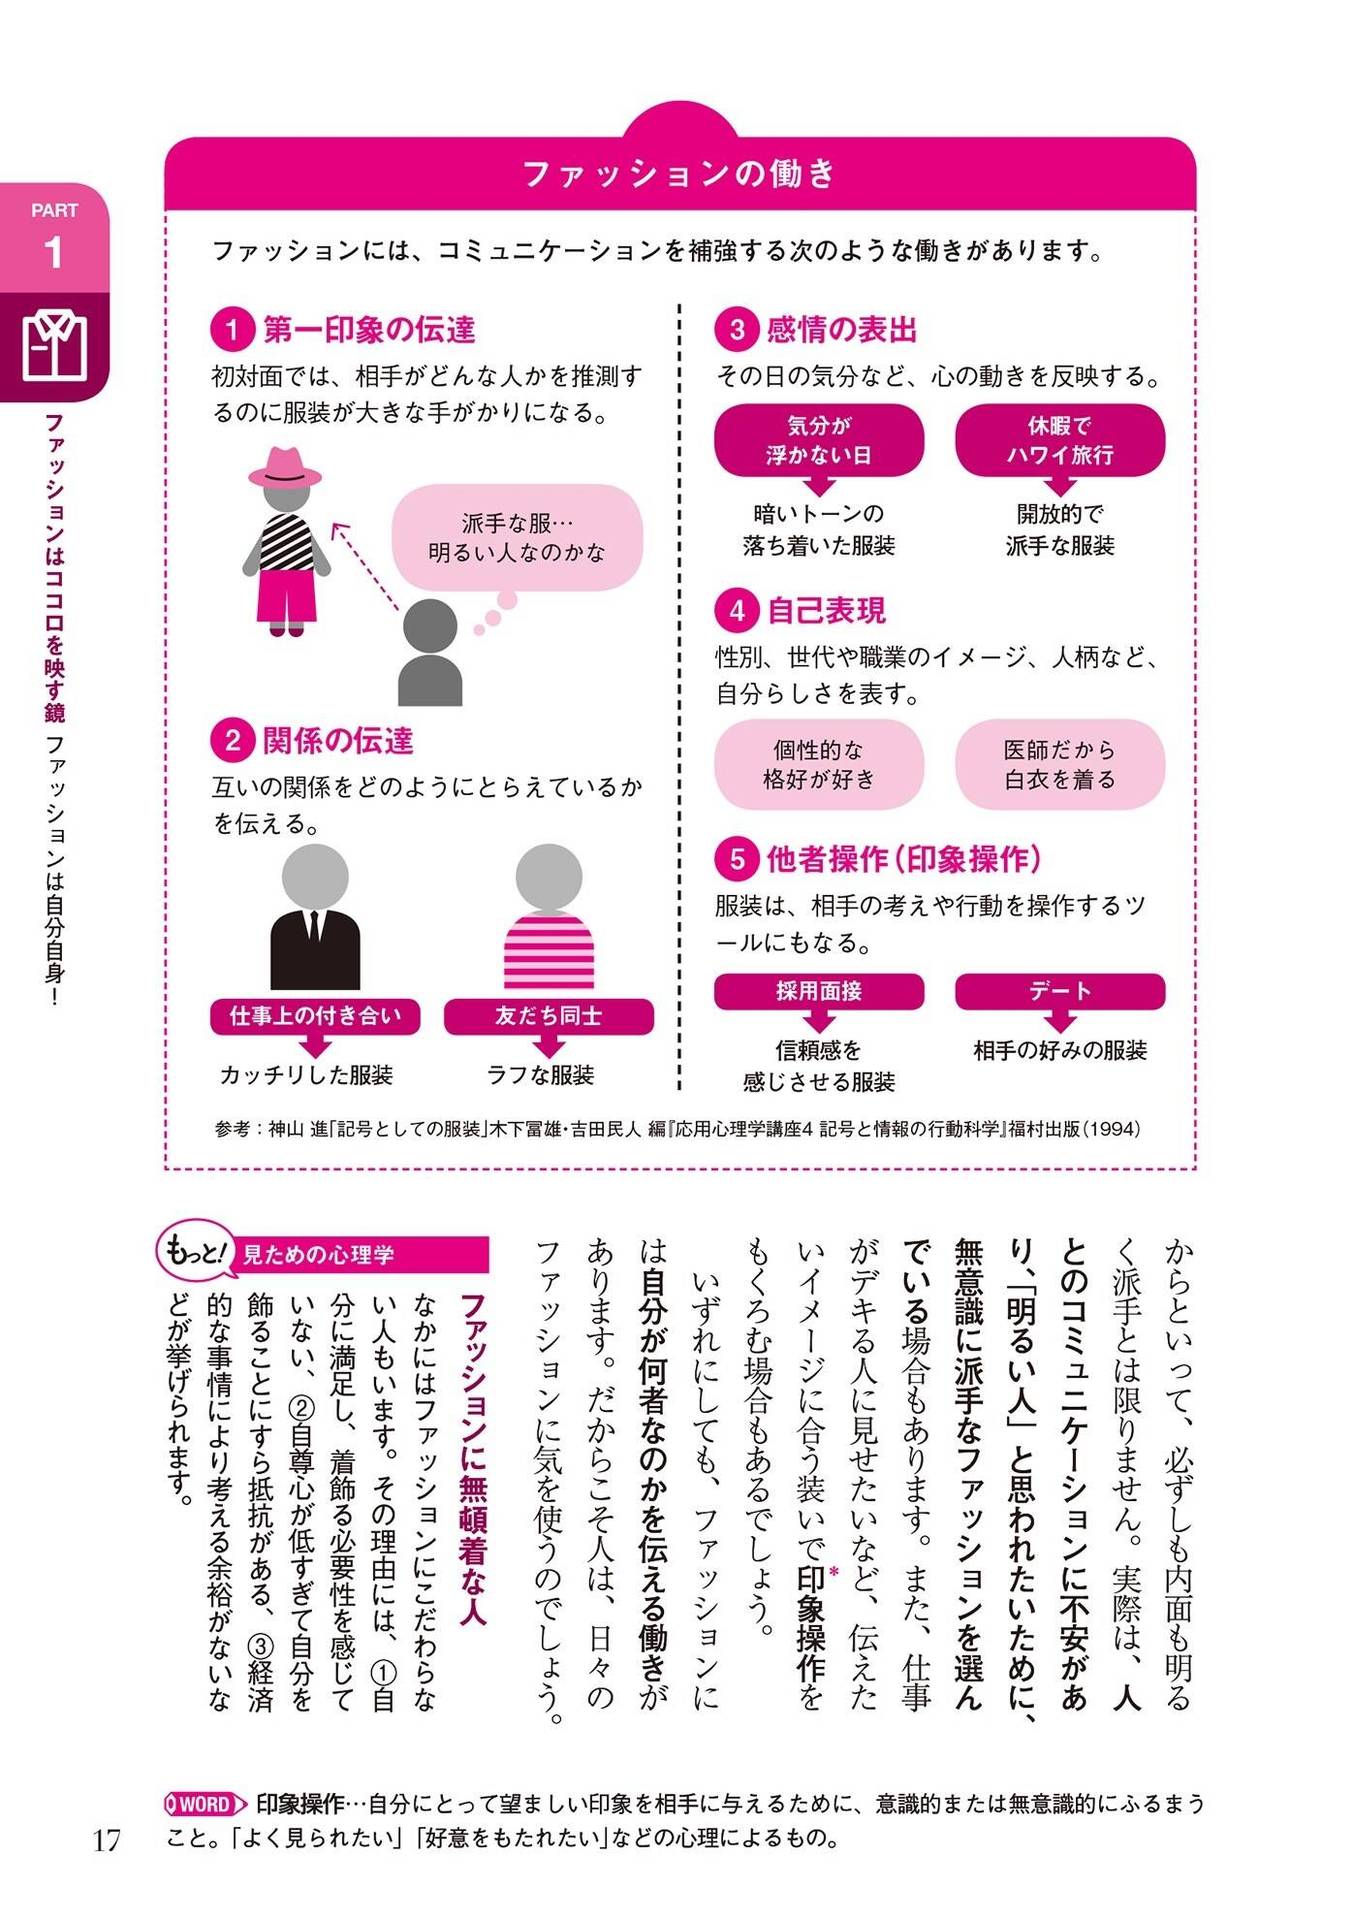 PART
1
ファッションはココロを映す鏡 ファッションは自分自身！
ファッションの働き
ファッションには、コミュニケーションを補強する次のような働きがあります。
1 第一印象の伝達
初対面では、相手がどんな人かを推測す
るのに服装が大きな手がかりになる。
派手な服…
明るい人なのかな
2 関係の伝達
互いの関係をどのようにとらえているか
を伝える。
仕事上の付き合い
カッチリした服装
友だち同士
ラフな服装
3 感情の表出
その日の気分など、心の動きを反映する。
気分が
浮かない日
暗いトーンの
落ち着いた服装
休暇で
ハワイ旅行
開放的で
派手な服装
4 自己表現
性別、世代や職業のイメージ、人柄など、
自分らしさを表す。
個性的な
格好が好き
医師だから
白衣を着る
5 他者操作（印象操作）
服装は、相手の考えや行動を操作するツ
ールにもなる。
採用面接
信頼感を
感じさせる服装
デート
相手の好みの服装
参考：神山 進「記号としての服装」木下冨雄・吉田民人 編『応用心理学講座4 記号と情報の行動科学』福村出版（1994）
からといって、必ずしも内面も明る
く派手とは限りません。実際は、人
とのコミュニケーションに不安があ
り、「明るい人」と思われたいために、
無意識に派手なファッションを選ん
でいる場合もあります。また、仕事
がデキる人に見せたいなど、伝えた
いイメージに合う装いで印象操作*を
もくろむ場合もあるでしょう。
いずれにしても、ファッションに
は自分が何者なのかを伝える働きが
あります。だからこそ人は、日々の
ファッションに気を使うのでしょう。
もっと！ 見ための心理学
ファッションに無頓着な人
なかにはファッションにこだわらな
い人もいます。その理由には、①自
分に満足し、着飾る必要性を感じて
いない、②自尊心が低すぎて自分を
飾ることにすら抵抗がある、③経済
的な事情により考える余裕がないな
どが挙げられます。
WORD 印象操作…自分にとって望ましい印象を相手に与えるために、意識的または無意識的にふるまう
こと。「よく見られたい」「好意をもたれたい」などの心理によるもの。
17